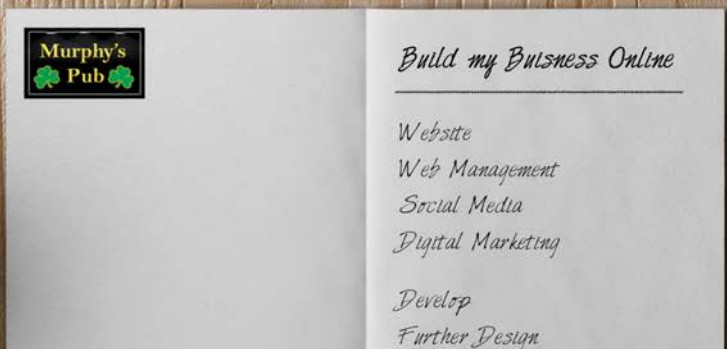 Murphy's
Pub
Build my Buisness Online
Website
Web Management
Social Media
Digital Marketing
Develop
Further Design